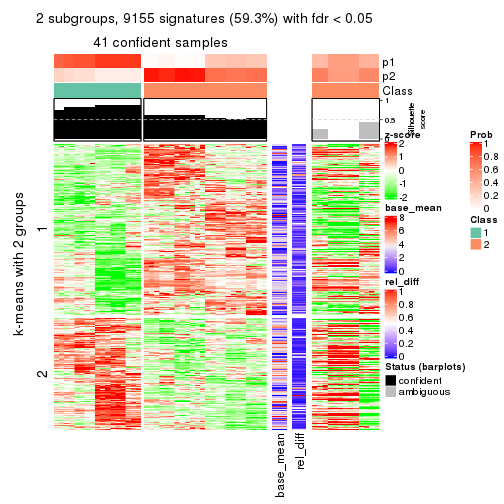 2 subgroups, 9155 signatures (59.3%) with fdr < 0.05
41 confident samples
p1
p2
Class
1
0.5
0
Silhouette
score
z-score
2
1
0
-1
-2
base_mean
8
6
4
2
0
rel_diff
1
0.8
0.6
0.4
0.2
0
Status (barplots)
confident
ambiguous
Prob
1
0.8
0.6
0.4
0.2
0
Class
1
2
k-means with 2 groups
1
2
base_mean
rel_diff